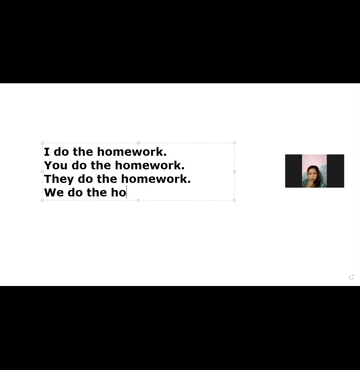 I do the homework.
You do the homework.
They do the homework.
We do the ho